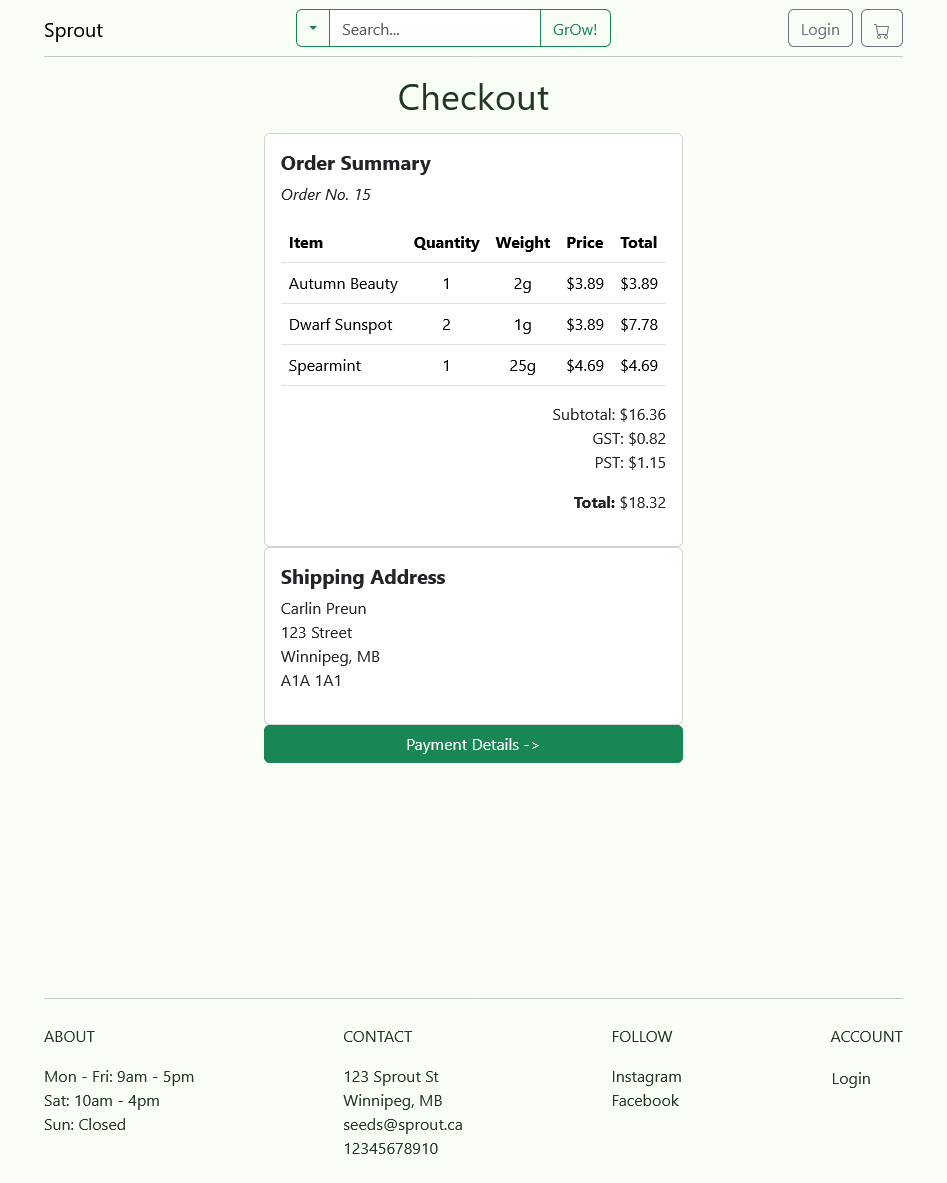 Sprout
Search...
GrOw!
Login
Checkout
Order Summary
Order No. 15
Item Quantity Weight Price Total
Autumn Beauty 1 2g $3.89 $3.89
Dwarf Sunspot 2 1g $3.89 $7.78
Spearmint 1 25g $4.69 $4.69
Subtotal: $16.36
GST: $0.82
PST: $1.15
Total: $18.32
Shipping Address
Carlin Preun
123 Street
Winnipeg, MB
A1A 1A1
Payment Details ->
ABOUT
Mon - Fri: 9am - 5pm
Sat: 10am - 4pm
Sun: Closed
CONTACT
123 Sprout St
Winnipeg, MB
seeds@sprout.ca
12345678910
FOLLOW
Instagram
Facebook
ACCOUNT
Login